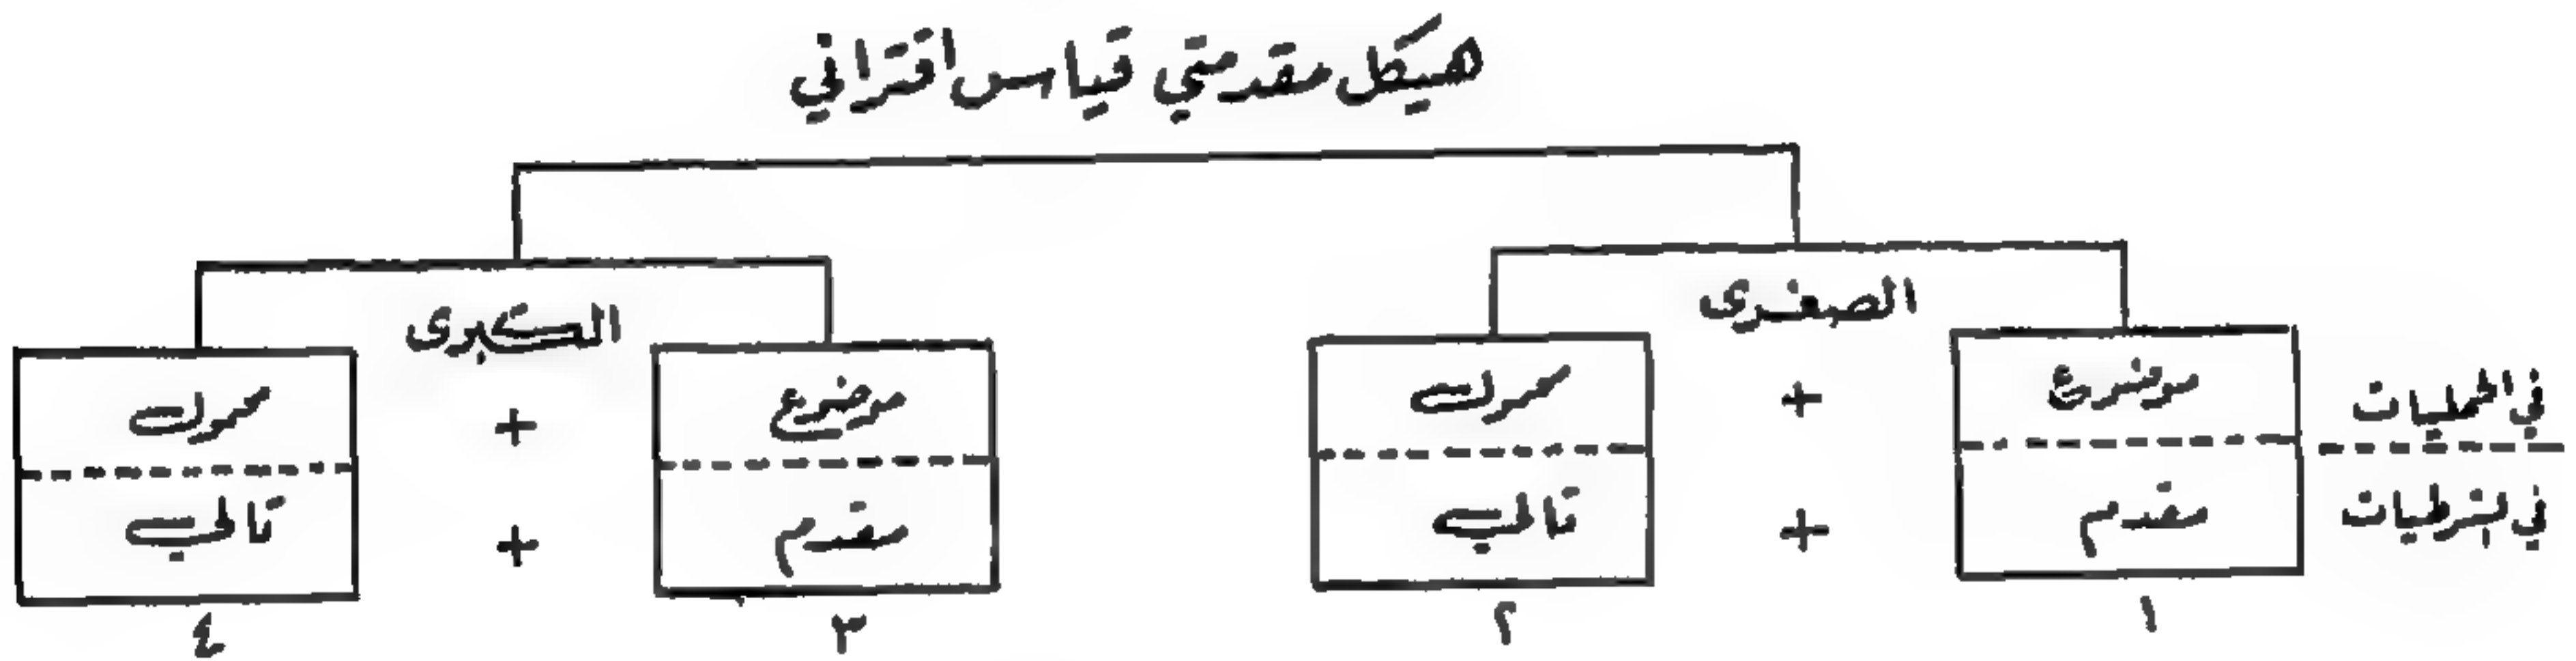 هيكل مقدمتي قياس اقتراني
الصغرى
الكبرى
في الحمليات موضوع + محمول موضوع + محمول
في الشرطيات مقدم + تالي مقدم + تالي
١ ٢ ٣ ٤